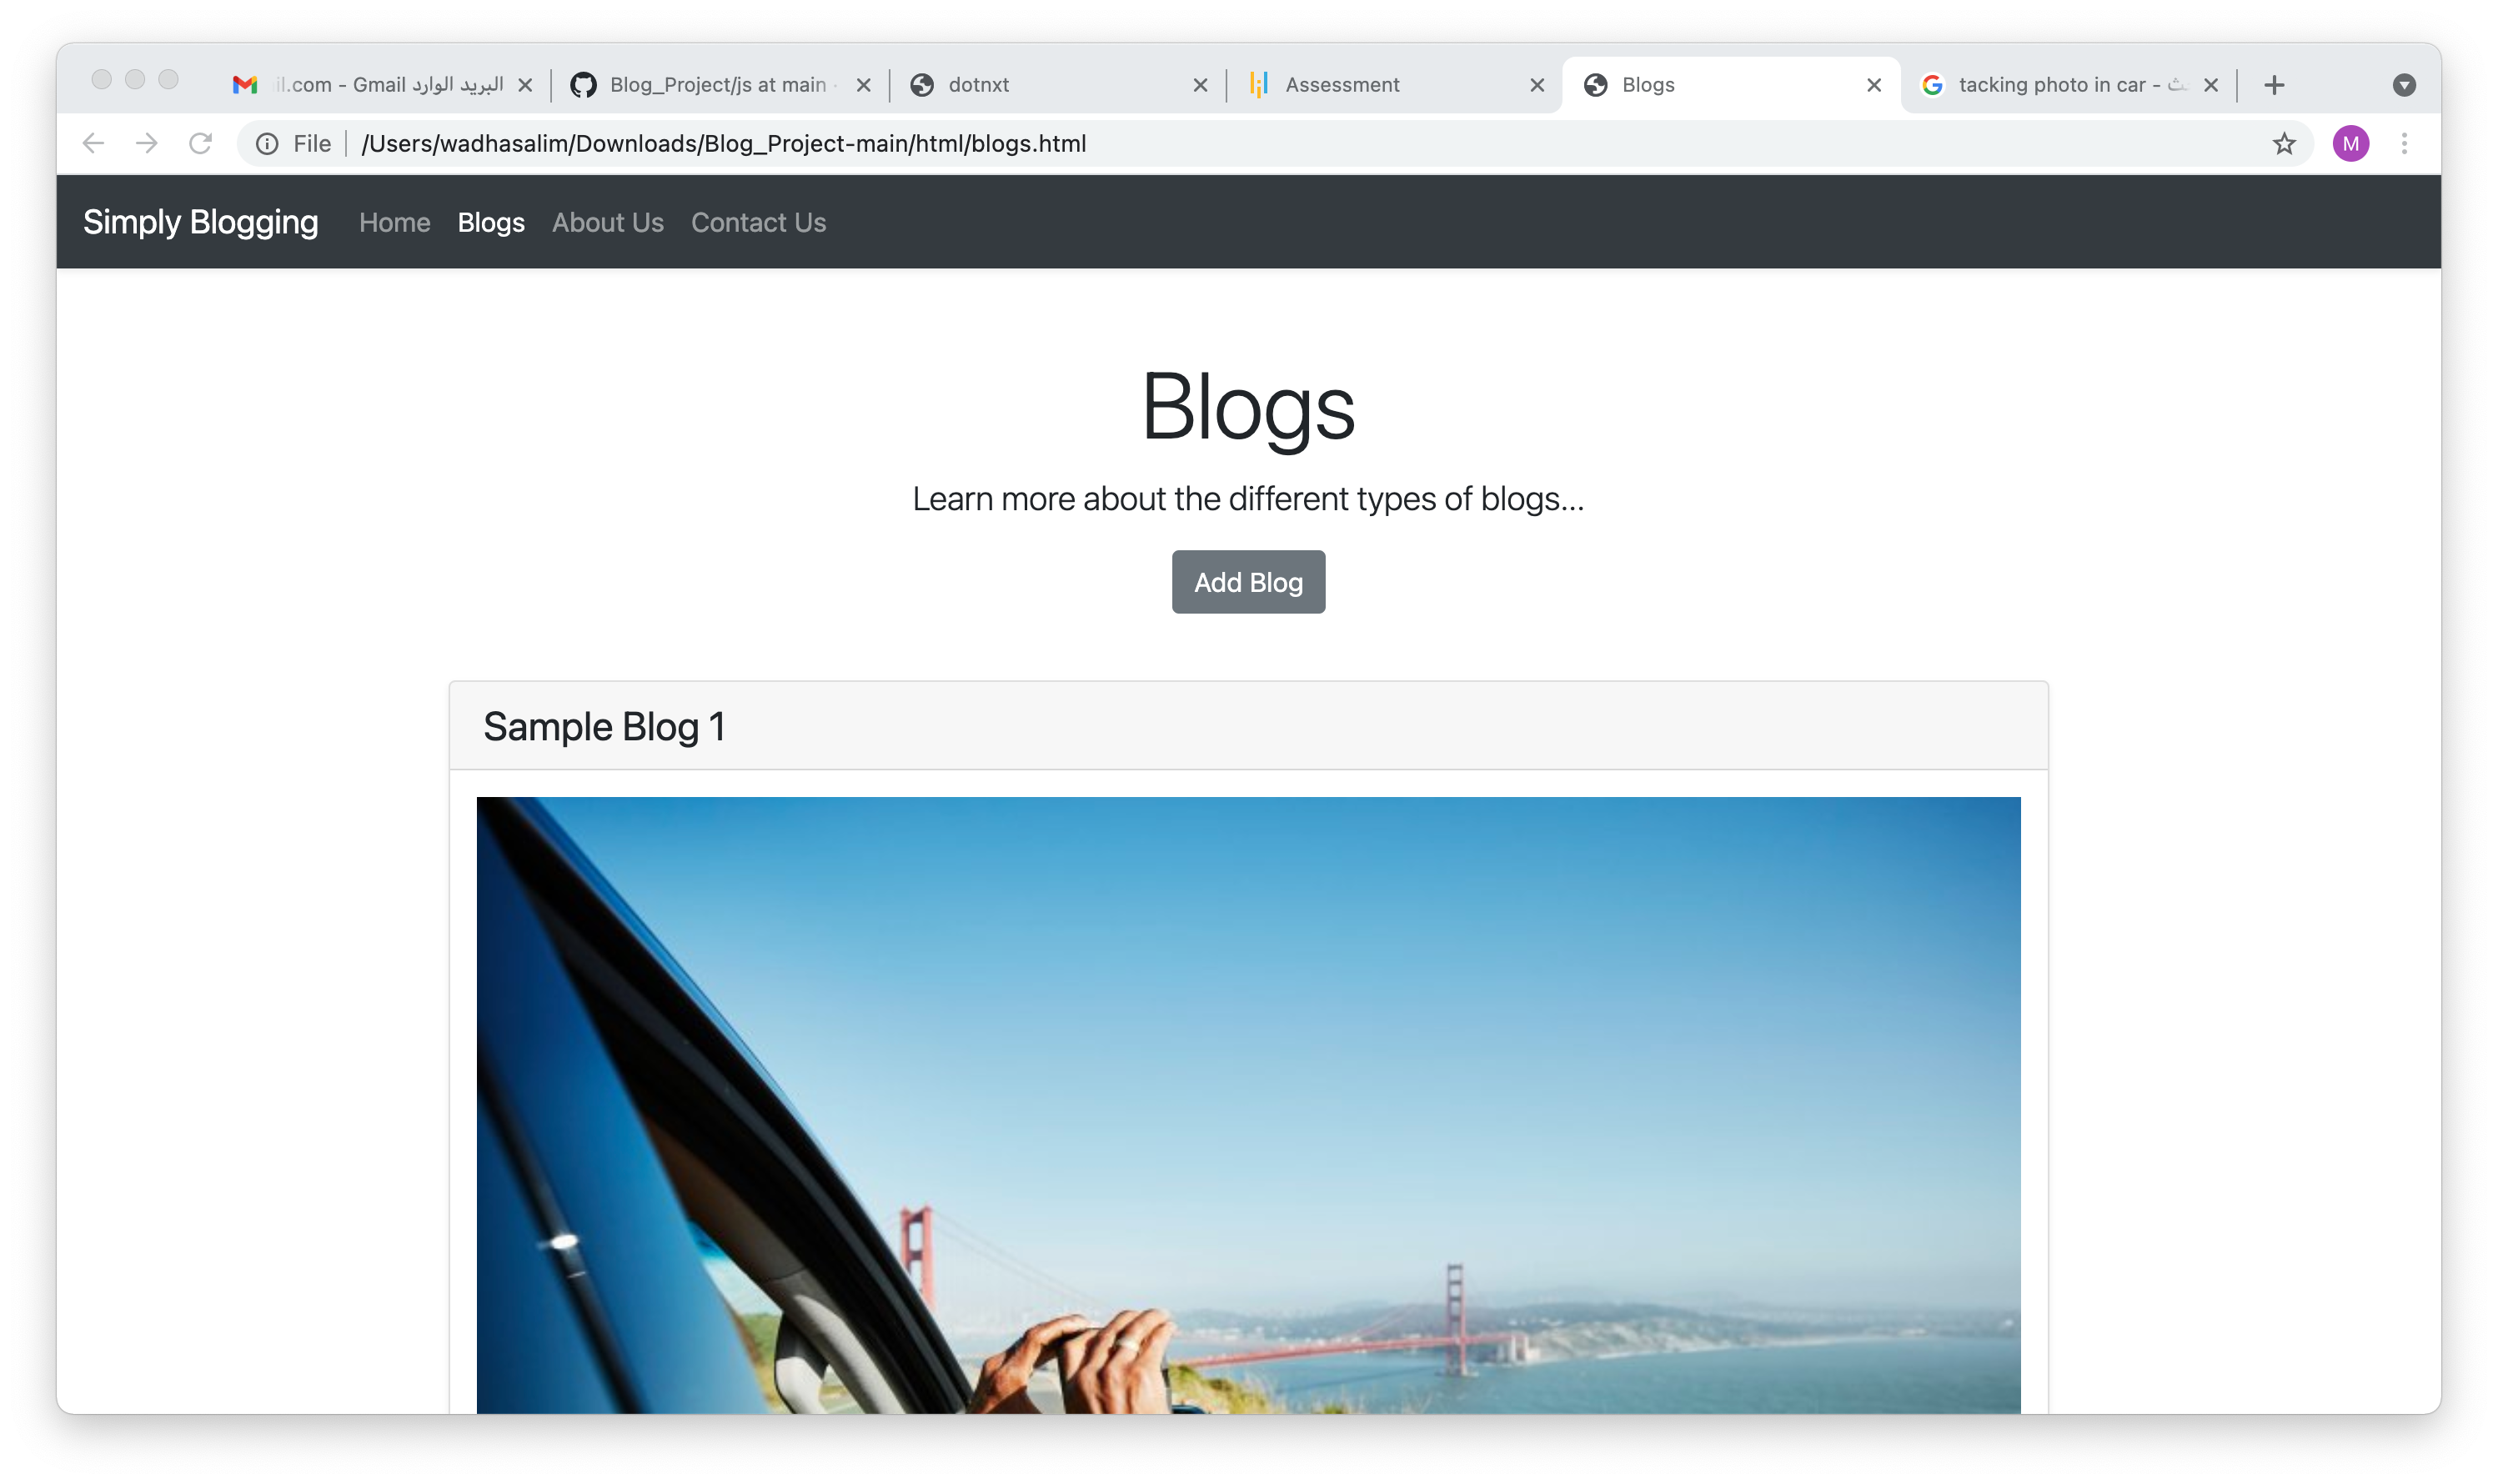 il.com - Gmail البريد الوارد
Blog_Project/js at main
dotnxt
Assessment
Blogs
tacking photo in car -
File
/Users/wadhasalim/Downloads/Blog_Project-main/html/blogs.html
M
Simply Blogging
Home
Blogs
About Us
Contact Us
Blogs
Learn more about the different types of blogs...
Add Blog
Sample Blog 1